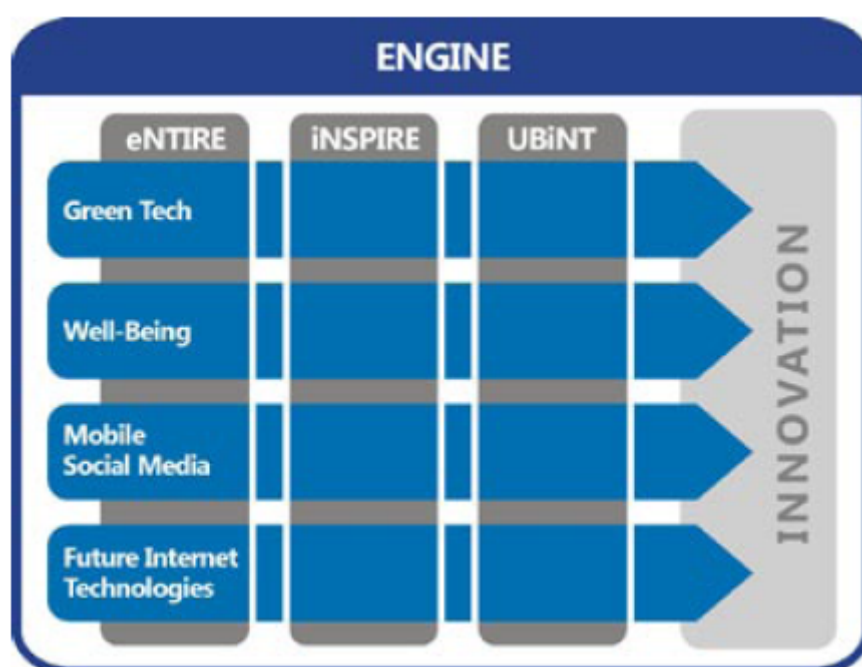 ENGINE
eNTIRE
iNSPIRE
UBiNT
Green Tech
Well-Being
Mobile
Social Media
Future Internet
Technologies
INNOVATION